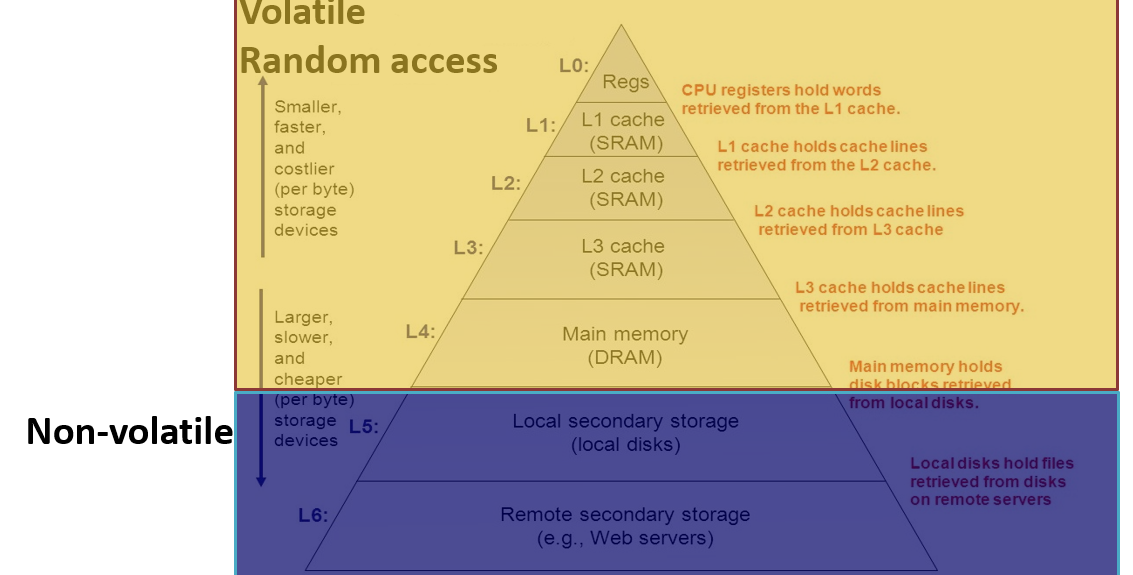 Volatile
Random access
L0:
Regs
CPU registers hold words
retrieved from the L1 cache.
Smaller,
faster,
and
costlier
(per byte)
storage
devices
L1:
L1 cache
(SRAM)
L1 cache holds cache lines
retrieved from the L2 cache.
L2:
L2 cache
(SRAM)
L2 cache holds cache lines
retrieved from L3 cache
L3:
L3 cache
(SRAM)
L3 cache holds cache lines
retrieved from main memory.
Larger,
slower,
and
cheaper
(per byte)
storage
devices
L4:
Main memory
(DRAM)
Main memory holds
disk blocks retrieved
from local disks.
Non-volatile
L5:
Local secondary storage
(local disks)
Local disks hold files
retrieved from disks
on remote servers
L6:
Remote secondary storage
(e.g., Web servers)